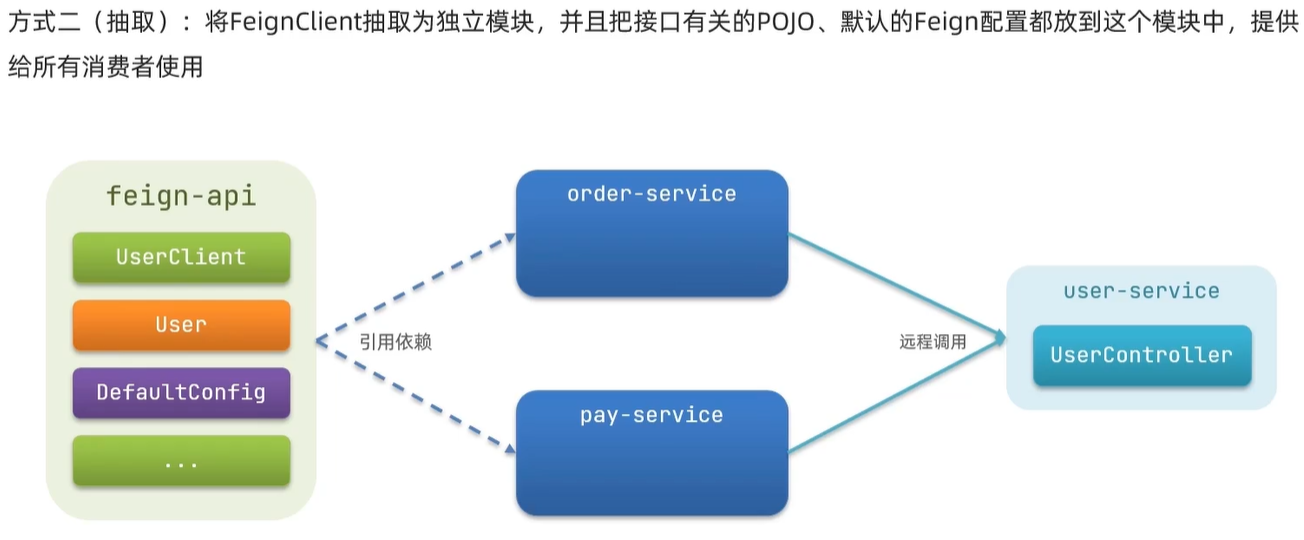 方式二（抽取）：将FeignClient抽取为独立模块，并且把接口有关的POJO、默认的Feign配置都放到这个模块中，提供
给所有消费者使用
feign-api
UserClient
User
DefaultConfig
...
引用依赖
order-service
pay-service
远程调用
user-service
UserController